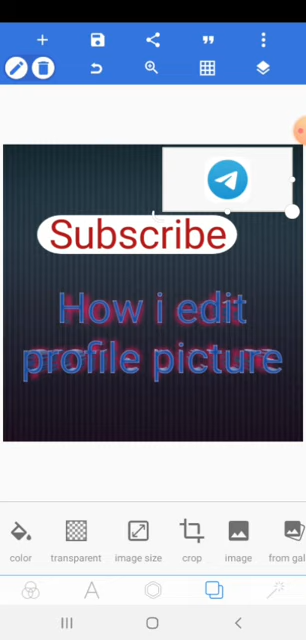 Subscribe
How i edit
profile picture
color
transparent
image size
crop
image
from gal